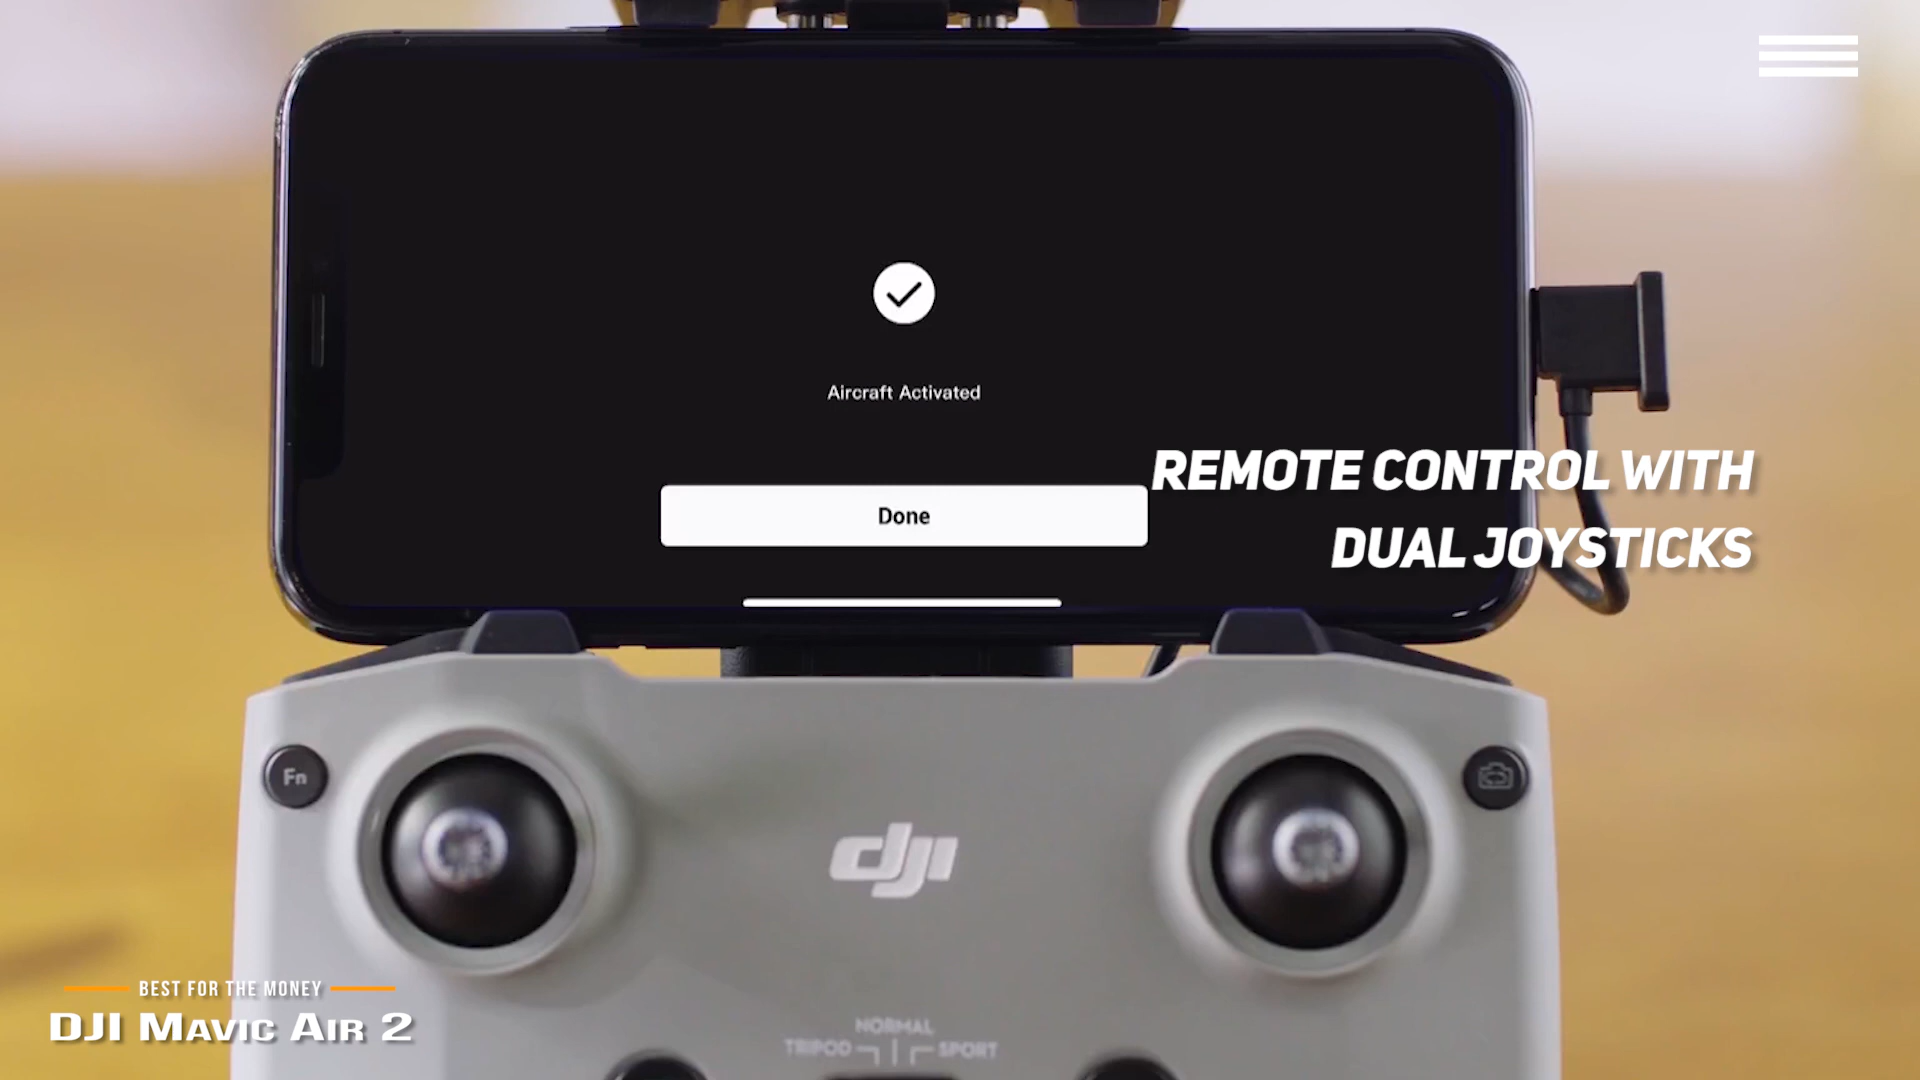 Aircraft Activated
REMOTE CONTROL WITH
DUAL JOYSTICKS
Done
Fn
dji
BEST FOR THE MONEY
DJI Mavic Air 2
NORMAL
TRIPOD SPORT